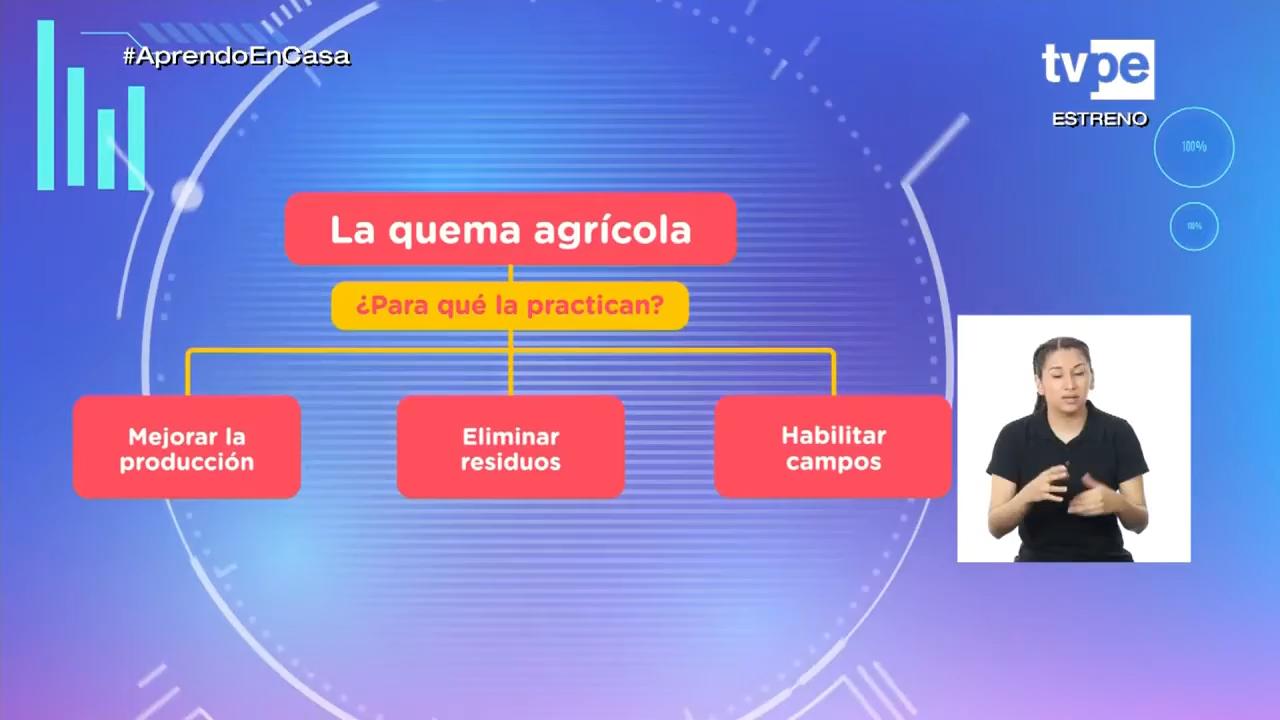 #AprendoEnCasa
tvpe
ESTRENO
100%
100%
La quema agrícola
¿Para qué la practican?
Mejorar la
producción
Eliminar
residuos
Habilitar
campos